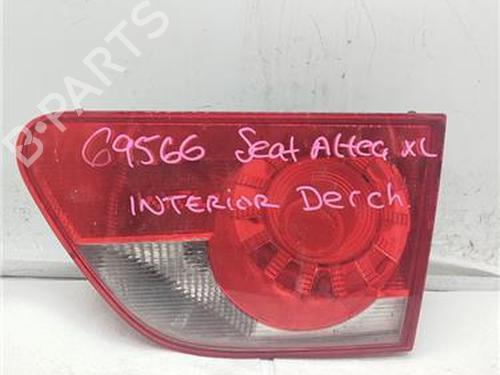 B-PARTS
69566 Seat Altea XL
INTERIOR Derch.